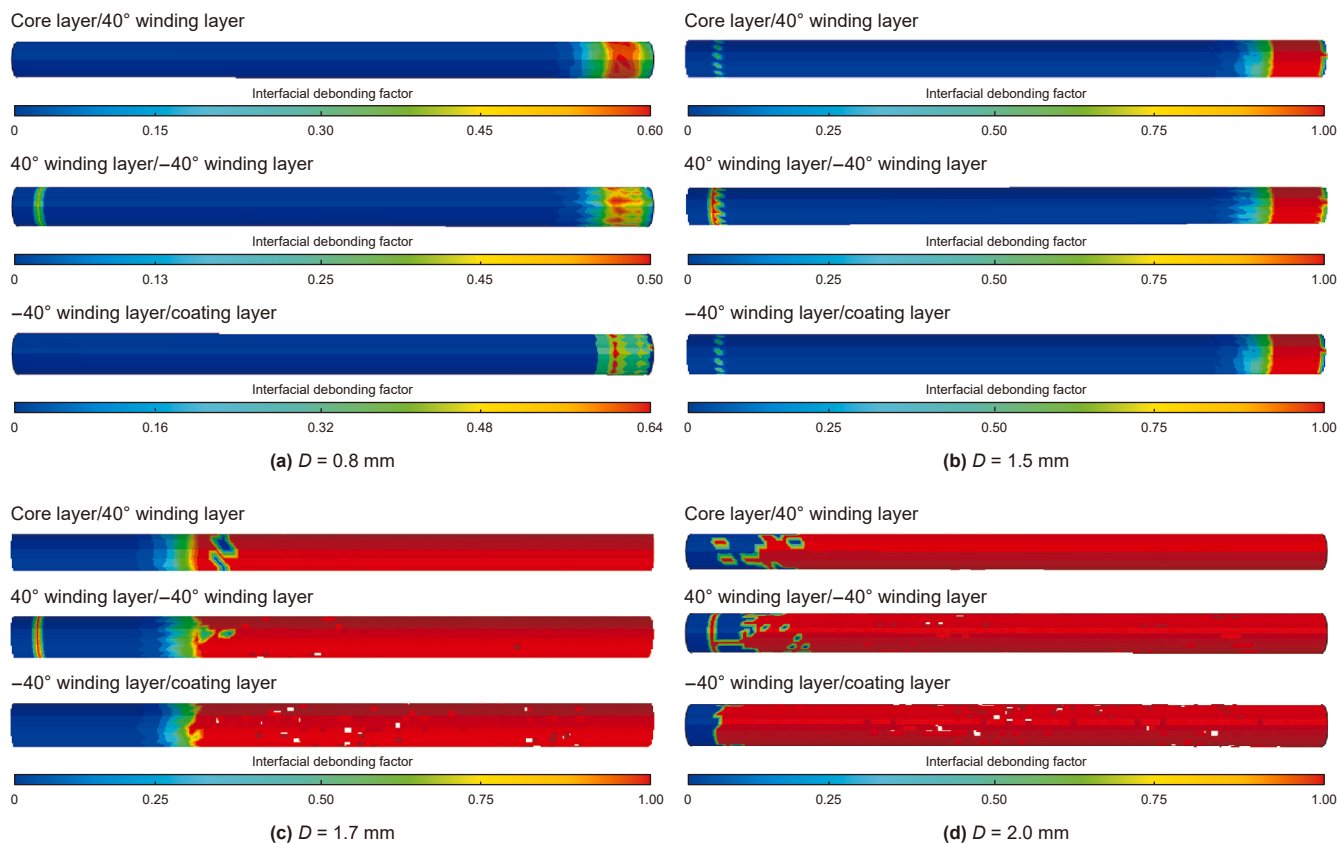 Core layer/40° winding layer
Interfacial debonding factor
0 0.15 0.30 0.45 0.60
40° winding layer/−40° winding layer
Interfacial debonding factor
0 0.13 0.25 0.45 0.50
−40° winding layer/coating layer
Interfacial debonding factor
0 0.16 0.32 0.48 0.64
(a) D = 0.8 mm
Core layer/40° winding layer
Interfacial debonding factor
0 0.25 0.50 0.75 1.00
40° winding layer/−40° winding layer
Interfacial debonding factor
0 0.25 0.50 0.75 1.00
−40° winding layer/coating layer
Interfacial debonding factor
0 0.25 0.50 0.75 1.00
(b) D = 1.5 mm
Core layer/40° winding layer
40° winding layer/−40° winding layer
−40° winding layer/coating layer
Interfacial debonding factor
0 0.25 0.50 0.75 1.00
(c) D = 1.7 mm
Core layer/40° winding layer
40° winding layer/−40° winding layer
−40° winding layer/coating layer
Interfacial debonding factor
0 0.25 0.50 0.75 1.00
(d) D = 2.0 mm